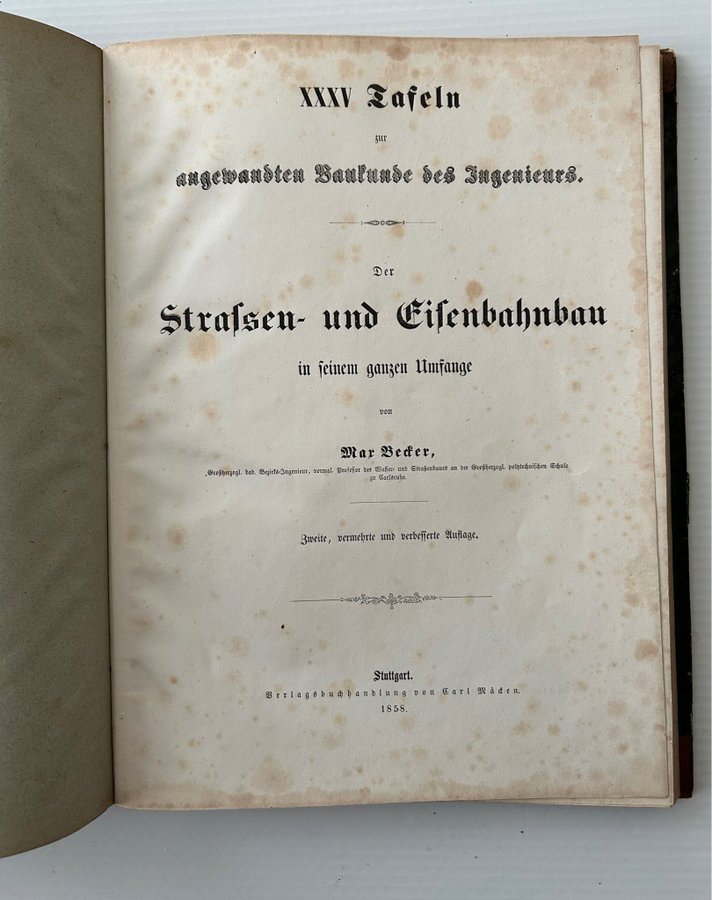 XXXV Tafeln
zur
angewandten Baukunde des Ingenieurs.
Der
Strassen- und Eisenbahnbau
in seinem ganzen Umfange
von
Max Becker,
Großherzogl. bad. Bezirks-Ingenieur, vormal. Professor des Wasser- und Straßenbaues an der Großherzogl. polytechnischen Schule
zu Carlsruhe.
Zweite, vermehrte und verbesserte Auflage.
Stuttgart.
Verlagsbuchhandlung von Carl Mäcken.
1858.